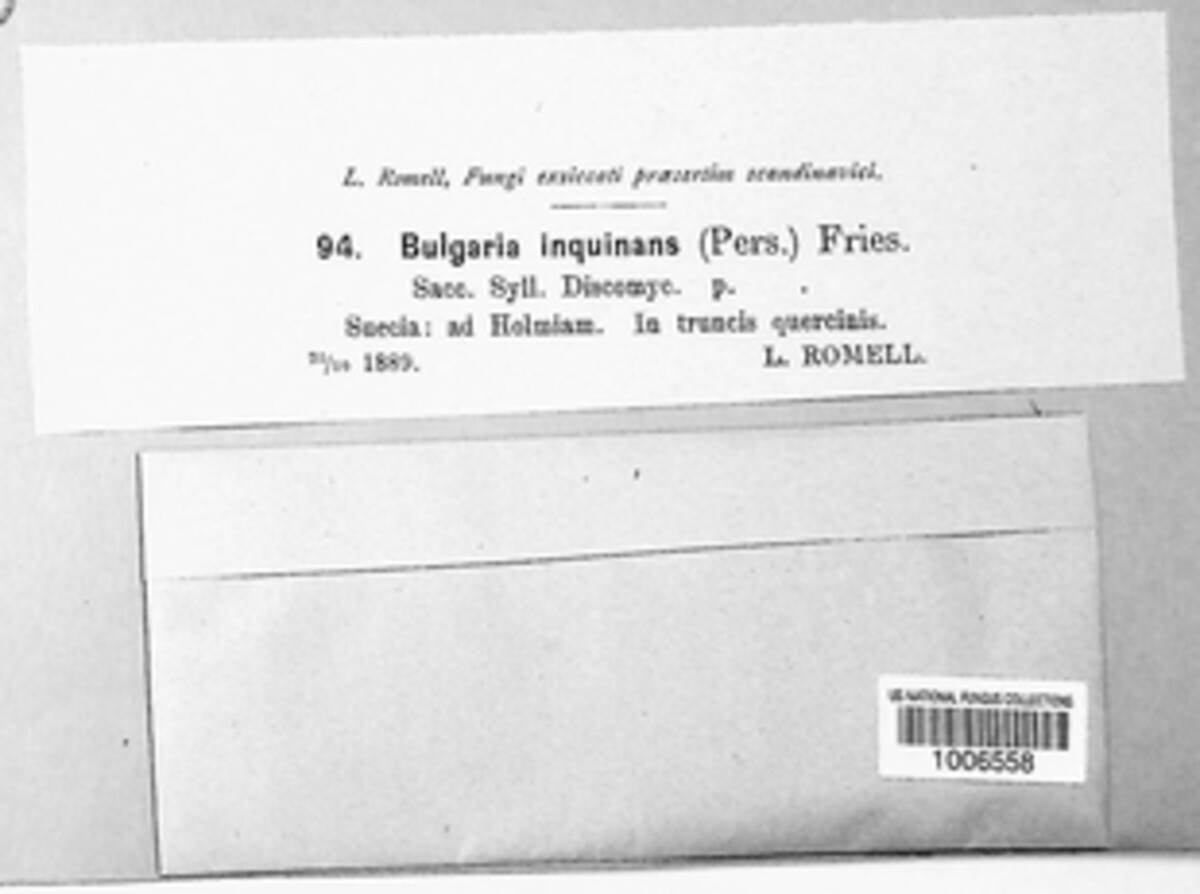 L. Romell, Fungi exsiccati præsertim scandinavici.
94. Bulgaria inquinans (Pers.) Fries.
Sacc. Syll. Discomyc. p. .
Suecia: ad Holmiam. In truncis quercinis.
1889. L. ROMELL.
US NATIONAL FUNGUS COLLECTIONS
1006558